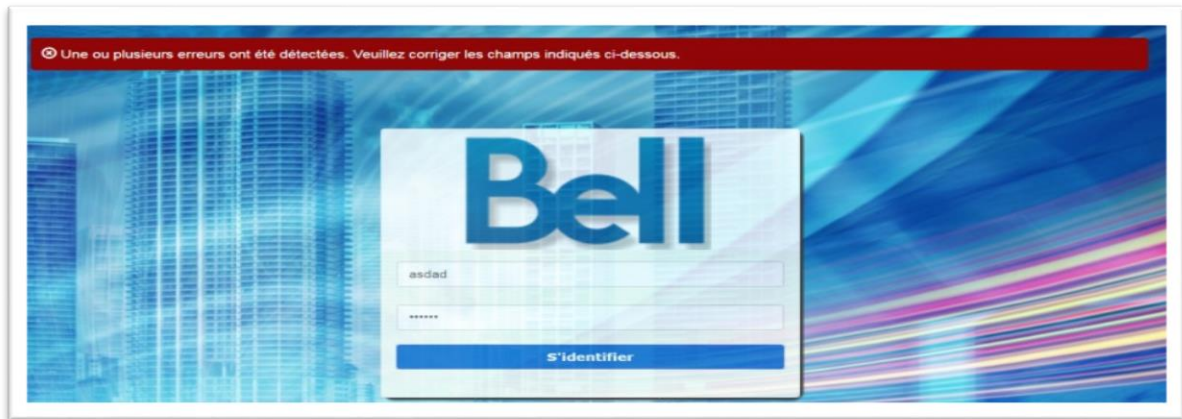 Une ou plusieurs erreurs ont été détectées. Veuillez corriger les champs indiqués ci-dessous.
Bell
asdad
••••••
S'identifier